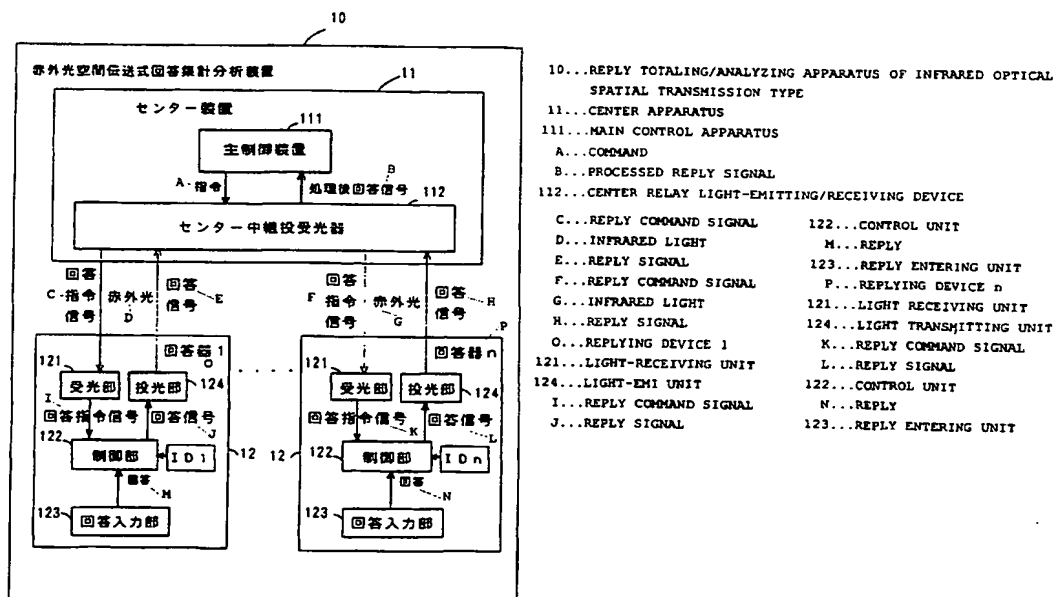 10
赤外光空間伝送式回答集計分析装置
11
センター装置
111
主制御装置
A 指令
処理後回答信号 B
112
センター中継投受光器
回答
C 指令
信号
赤外光
D
回答
信号
E
回答
F 指令
信号
赤外光
G
回答
信号
H
P
回答器1
O
121
受光部
投光部
124
I
回答指令信号
回答信号
J
122
制御部
ID1
12
回答
M
123
回答入力部
回答器n
121
受光部
投光部
124
回答指令信号
K
回答信号
L
12
122
制御部
IDn
回答
N
123
回答入力部
10...REPLY TOTALING/ANALYZING APPARATUS OF INFRARED OPTICAL
SPATIAL TRANSMISSION TYPE
11...CENTER APPARATUS
111...MAIN CONTROL APPARATUS
A...COMMAND
B...PROCESSED REPLY SIGNAL
112...CENTER RELAY LIGHT-EMITTING/RECEIVING DEVICE
C...REPLY COMMAND SIGNAL
D...INFRARED LIGHT
E...REPLY SIGNAL
F...REPLY COMMAND SIGNAL
G...INFRARED LIGHT
H...REPLY SIGNAL
O...REPLYING DEVICE 1
121...LIGHT-RECEIVING UNIT
124...LIGHT-EMI UNIT
I...REPLY COMMAND SIGNAL
J...REPLY SIGNAL
122...CONTROL UNIT
M...REPLY
123...REPLY ENTERING UNIT
P...REPLYING DEVICE n
121...LIGHT RECEIVING UNIT
124...LIGHT TRANSMITTING UNIT
K...REPLY COMMAND SIGNAL
L...REPLY SIGNAL
122...CONTROL UNIT
N...REPLY
123...REPLY ENTERING UNIT